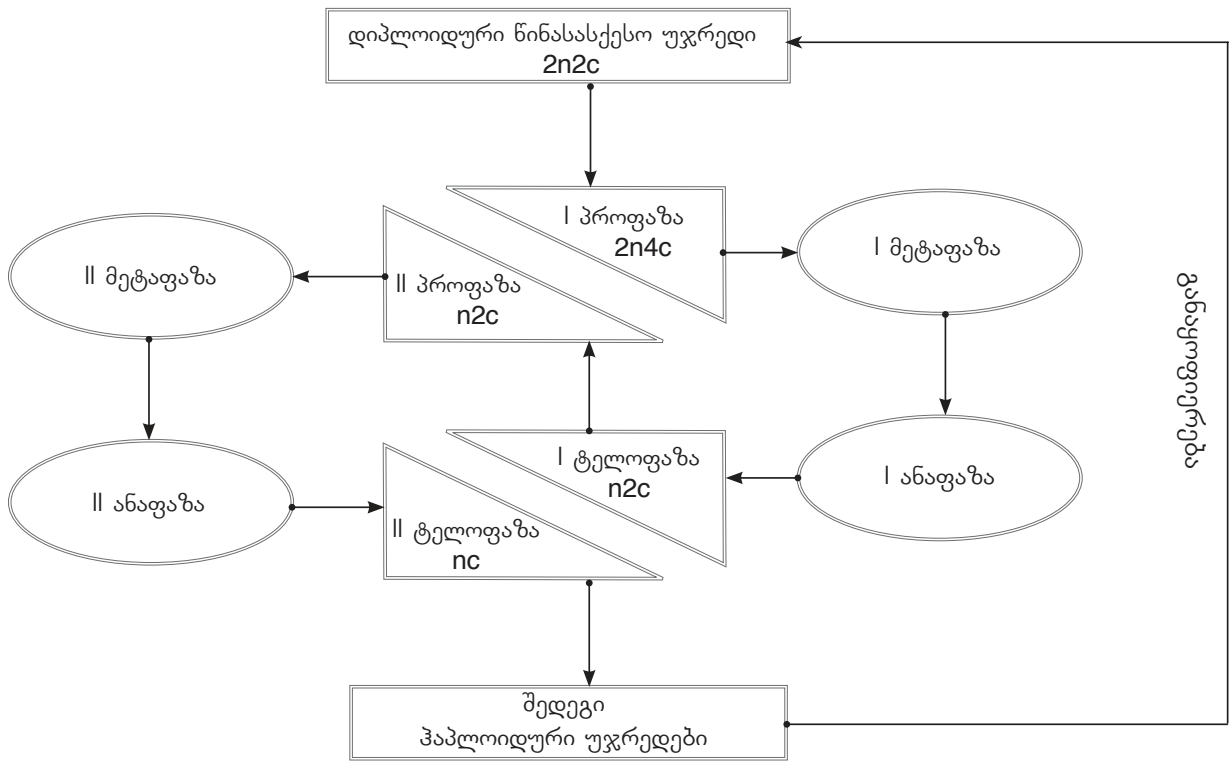 დიპლოიდური წინასასქესო უჯრედი
2n2c
I პროფაზა
2n4c
I მეტაფაზა
II პროფაზა
n2c
II მეტაფაზა
განაყოფიერება
I ტელოფაზა
n2c
I ანაფაზა
II ანაფაზა
II ტელოფაზა
nc
შედეგი
ჰაპლოიდური უჯრედები